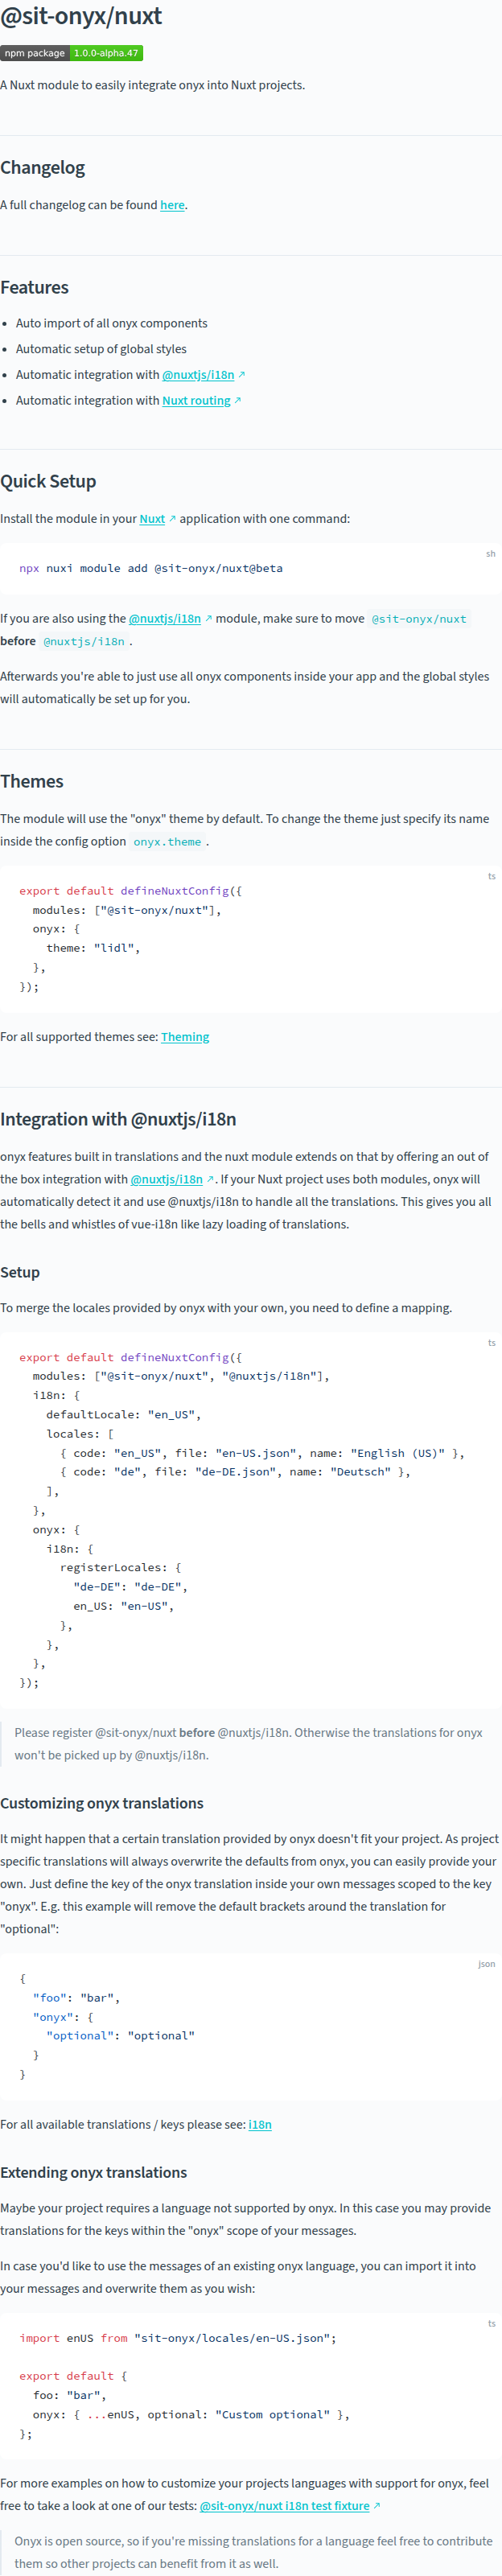 @sit-onyx/nuxt
npm package 1.0.0-alpha.47
A Nuxt module to easily integrate onyx into Nuxt projects.
Changelog
A full changelog can be found here.
Features
• Auto import of all onyx components
• Automatic setup of global styles
• Automatic integration with @nuxtjs/i18n ↗
• Automatic integration with Nuxt routing ↗
Quick Setup
Install the module in your Nuxt ↗ application with one command:
sh
npx nuxi module add @sit-onyx/nuxt@beta
If you are also using the @nuxtjs/i18n ↗ module, make sure to move @sit-onyx/nuxt
before @nuxtjs/i18n .
Afterwards you're able to just use all onyx components inside your app and the global styles
will automatically be set up for you.
Themes
The module will use the "onyx" theme by default. To change the theme just specify its name
inside the config option onyx.theme .
ts
export default defineNuxtConfig({
  modules: ["@sit-onyx/nuxt"],
  onyx: {
    theme: "lidl",
  },
});
For all supported themes see: Theming
Integration with @nuxtjs/i18n
onyx features built in translations and the nuxt module extends on that by offering an out of
the box integration with @nuxtjs/i18n ↗. If your Nuxt project uses both modules, onyx will
automatically detect it and use @nuxtjs/i18n to handle all the translations. This gives you all
the bells and whistles of vue-i18n like lazy loading of translations.
Setup
To merge the locales provided by onyx with your own, you need to define a mapping.
ts
export default defineNuxtConfig({
  modules: ["@sit-onyx/nuxt", "@nuxtjs/i18n"],
  i18n: {
    defaultLocale: "en_US",
    locales: [
      { code: "en_US", file: "en-US.json", name: "English (US)" },
      { code: "de", file: "de-DE.json", name: "Deutsch" },
    ],
  },
  onyx: {
    i18n: {
      registerLocales: {
        "de-DE": "de-DE",
        en_US: "en-US",
      },
    },
  },
});
Please register @sit-onyx/nuxt before @nuxtjs/i18n. Otherwise the translations for onyx
won't be picked up by @nuxtjs/i18n.
Customizing onyx translations
It might happen that a certain translation provided by onyx doesn't fit your project. As project
specific translations will always overwrite the defaults from onyx, you can easily provide your
own. Just define the key of the onyx translation inside your own messages scoped to the key
"onyx". E.g. this example will remove the default brackets around the translation for
"optional":
json
{
  "foo": "bar",
  "onyx": {
    "optional": "optional"
  }
}
For all available translations / keys please see: i18n
Extending onyx translations
Maybe your project requires a language not supported by onyx. In this case you may provide
translations for the keys within the "onyx" scope of your messages.
In case you'd like to use the messages of an existing onyx language, you can import it into
your messages and overwrite them as you wish:
ts
import enUS from "sit-onyx/locales/en-US.json";
export default {
  foo: "bar",
  onyx: { ...enUS, optional: "Custom optional" },
};
For more examples on how to customize your projects languages with support for onyx, feel
free to take a look at one of our tests: @sit-onyx/nuxt i18n test fixture ↗
Onyx is open source, so if you're missing translations for a language feel free to contribute
them so other projects can benefit from it as well.